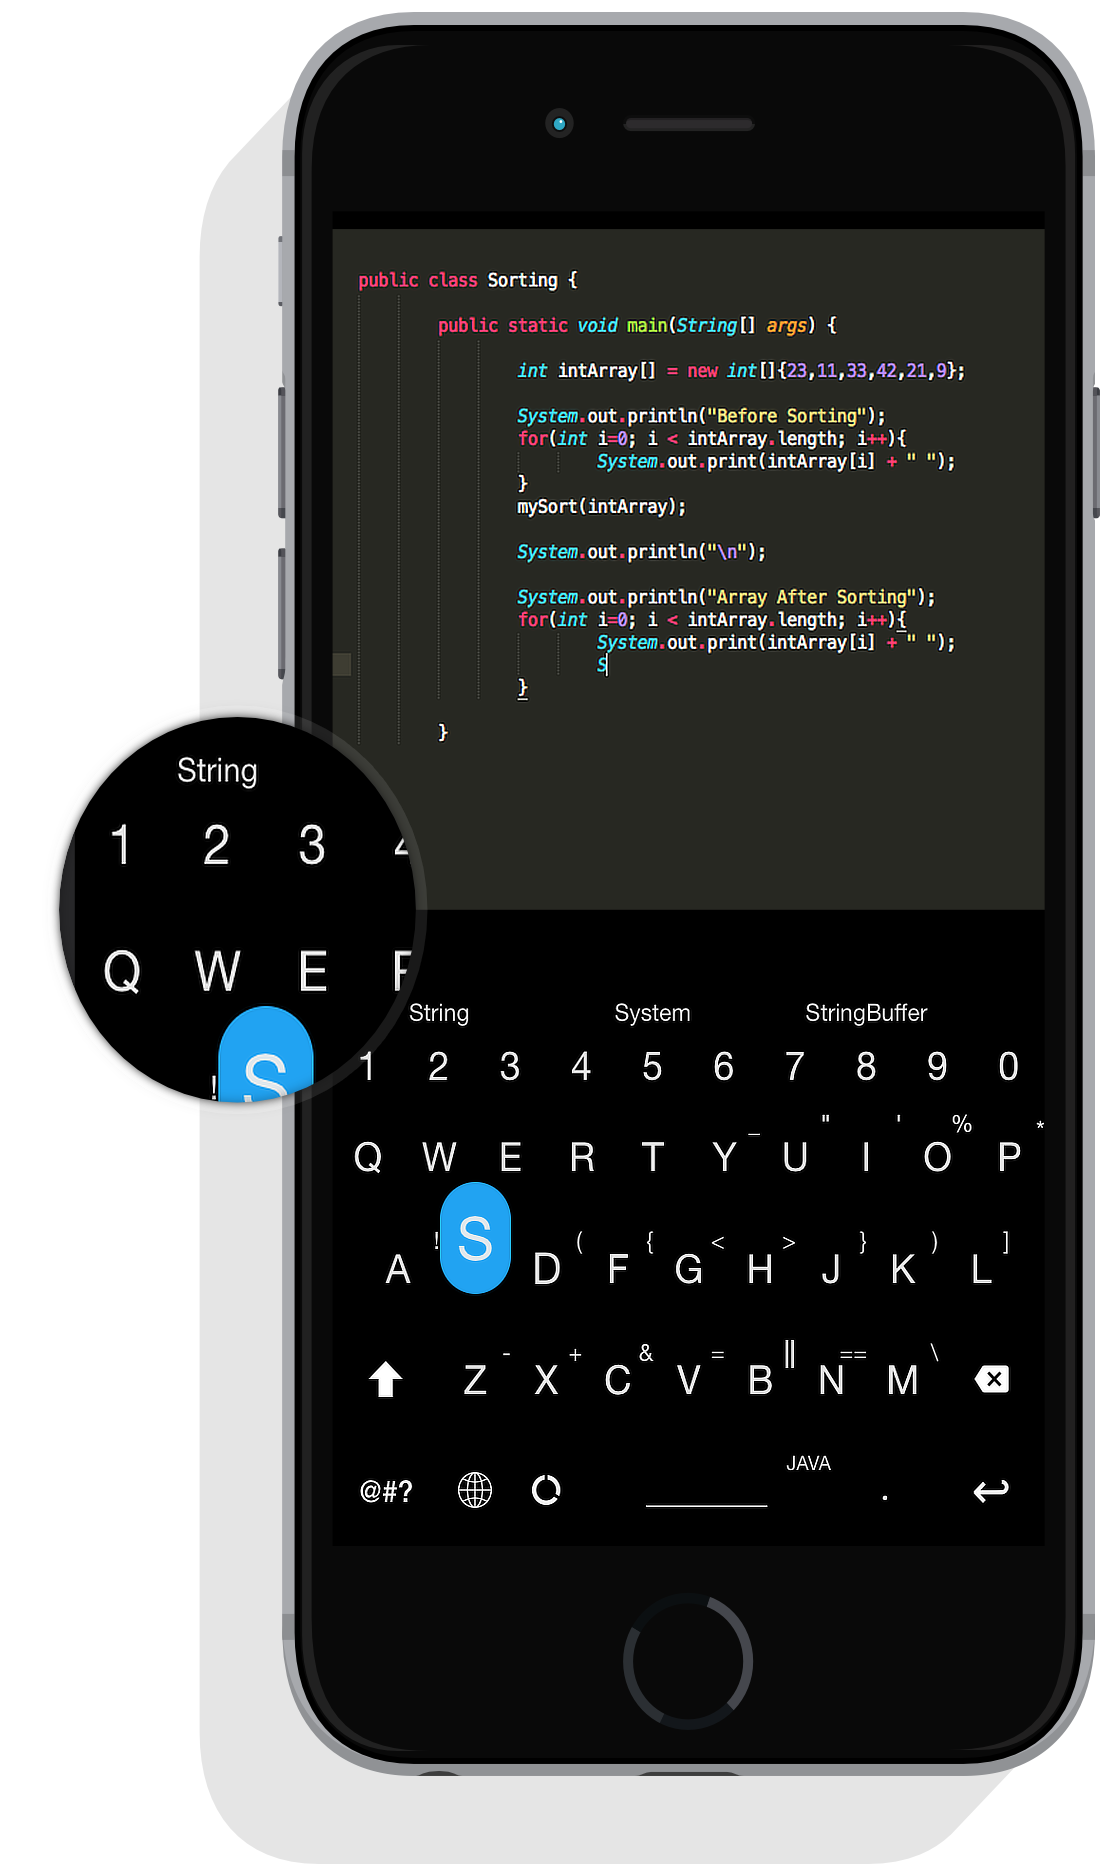 public class Sorting {
public static void main(String[] args) {
int intArray[] = new int[]{23,11,33,42,21,9};
System.out.println("Before Sorting");
for(int i=0; i < intArray.length; i++){
System.out.print(intArray[i] + " ");
}
mySort(intArray);
System.out.println("\n");
System.out.println("Array After Sorting");
for(int i=0; i < intArray.length; i++){
System.out.print(intArray[i] + " ");
S
}
}
String
1 2 3 4
Q W E
! S
String System StringBuffer
1 2 3 4 5 6 7 8 9 0
_ " ' % *
Q W E R T Y U I O P
! ( { < > } ) ]
A S D F G H J K L
- + & = || == \
Z X C V B N M
JAVA
@#? .